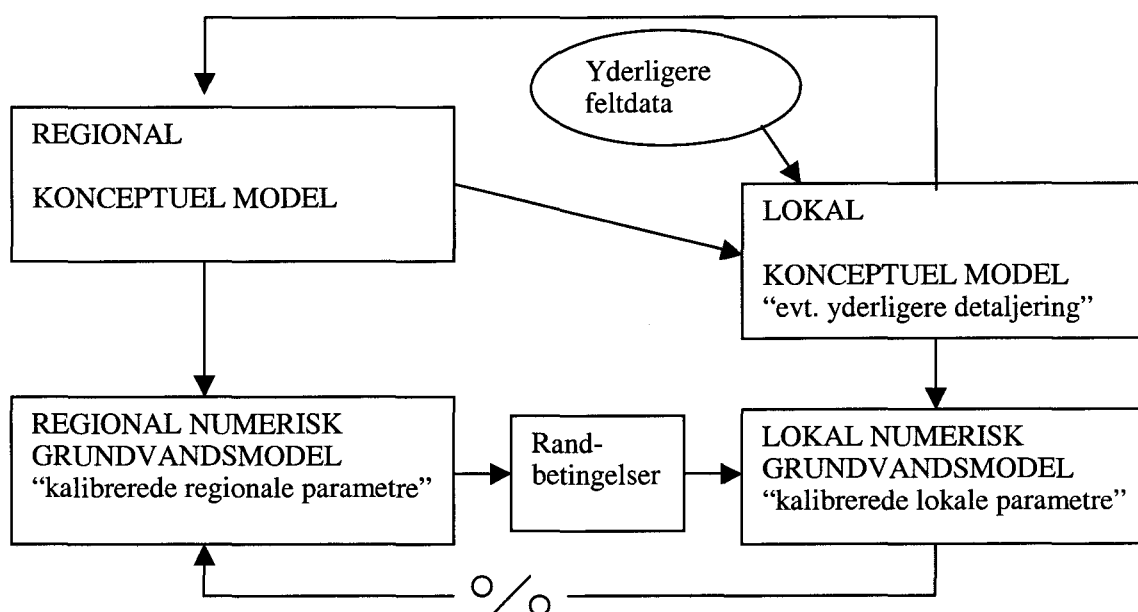 Yderligere
feltdata
REGIONAL
KONCEPTUEL MODEL
LOKAL
KONCEPTUEL MODEL
“evt. yderligere detaljering”
REGIONAL NUMERISK
GRUNDVANDSMODEL
“kalibrerede regionale parametre”
Rand-
betingelser
LOKAL NUMERISK
GRUNDVANDSMODEL
“kalibrerede lokale parametre”
%